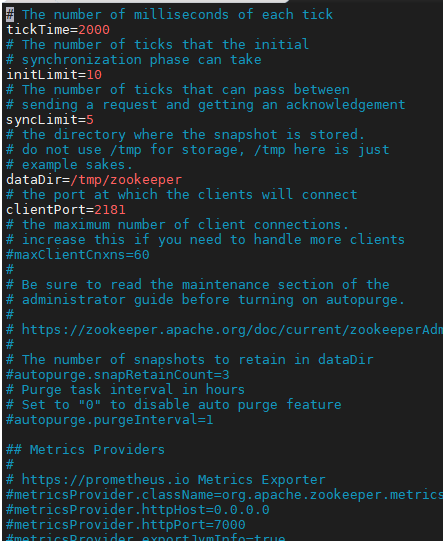 # The number of milliseconds of each tick
tickTime=2000
# The number of ticks that the initial
# synchronization phase can take
initLimit=10
# The number of ticks that can pass between
# sending a request and getting an acknowledgement
syncLimit=5
# the directory where the snapshot is stored.
# do not use /tmp for storage, /tmp here is just
# example sakes.
dataDir=/tmp/zookeeper
# the port at which the clients will connect
clientPort=2181
# the maximum number of client connections.
# increase this if you need to handle more clients
#maxClientCnxns=60
#
# Be sure to read the maintenance section of the
# administrator guide before turning on autopurge.
#
# https://zookeeper.apache.org/doc/current/zookeeperAdm
#
# The number of snapshots to retain in dataDir
#autopurge.snapRetainCount=3
# Purge task interval in hours
# Set to "0" to disable auto purge feature
#autopurge.purgeInterval=1
## Metrics Providers
#
# https://prometheus.io Metrics Exporter
#metricsProvider.className=org.apache.zookeeper.metrics
#metricsProvider.httpHost=0.0.0.0
#metricsProvider.httpPort=7000
#metricsProvider.exportJvmInfo=true